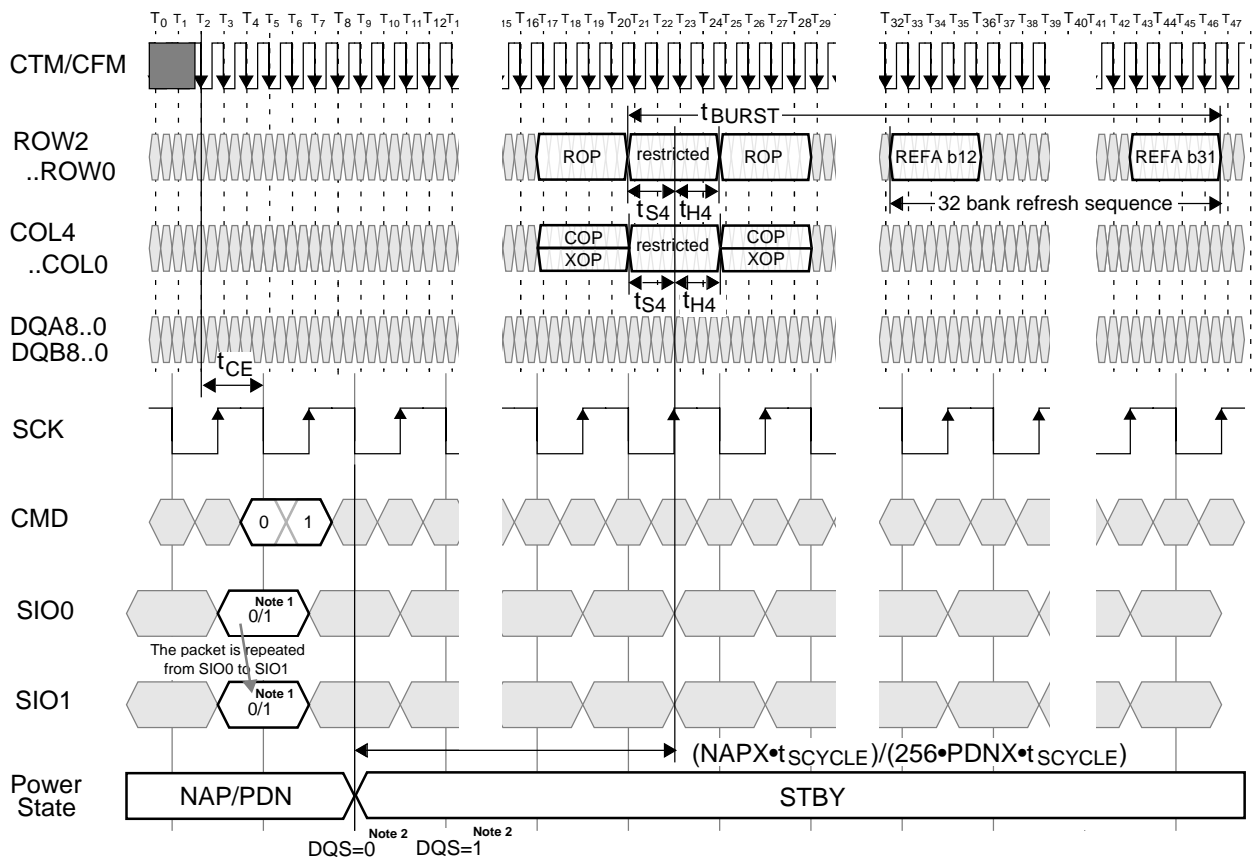 T0 T1 T2 T3 T4 T5 T6 T7 T8 T9 T10 T11 T12 T1 15 T16 T17 T18 T19 T20 T21 T22 T23 T24 T25 T26 T27 T28 T29 T32 T33 T34 T35 T36 T37 T38 T39 T40 T41 T42 T43 T44 T45 T46 T47
CTM/CFM
tBURST
ROW2
..ROW0
ROP restricted ROP REFA b12 REFA b31
tS4 tH4
32 bank refresh sequence
COL4
..COL0
COP restricted COP
XOP XOP
tS4 tH4
DQA8..0
DQB8..0
tCE
SCK
CMD
0 1
SIO0
Note 1
0/1
The packet is repeated
from SIO0 to SIO1
SIO1
Note 1
0/1
(NAPX•tSCYCLE)/(256•PDNX•tSCYCLE)
Power
State
NAP/PDN STBY
DQS=0 Note 2 DQS=1 Note 2